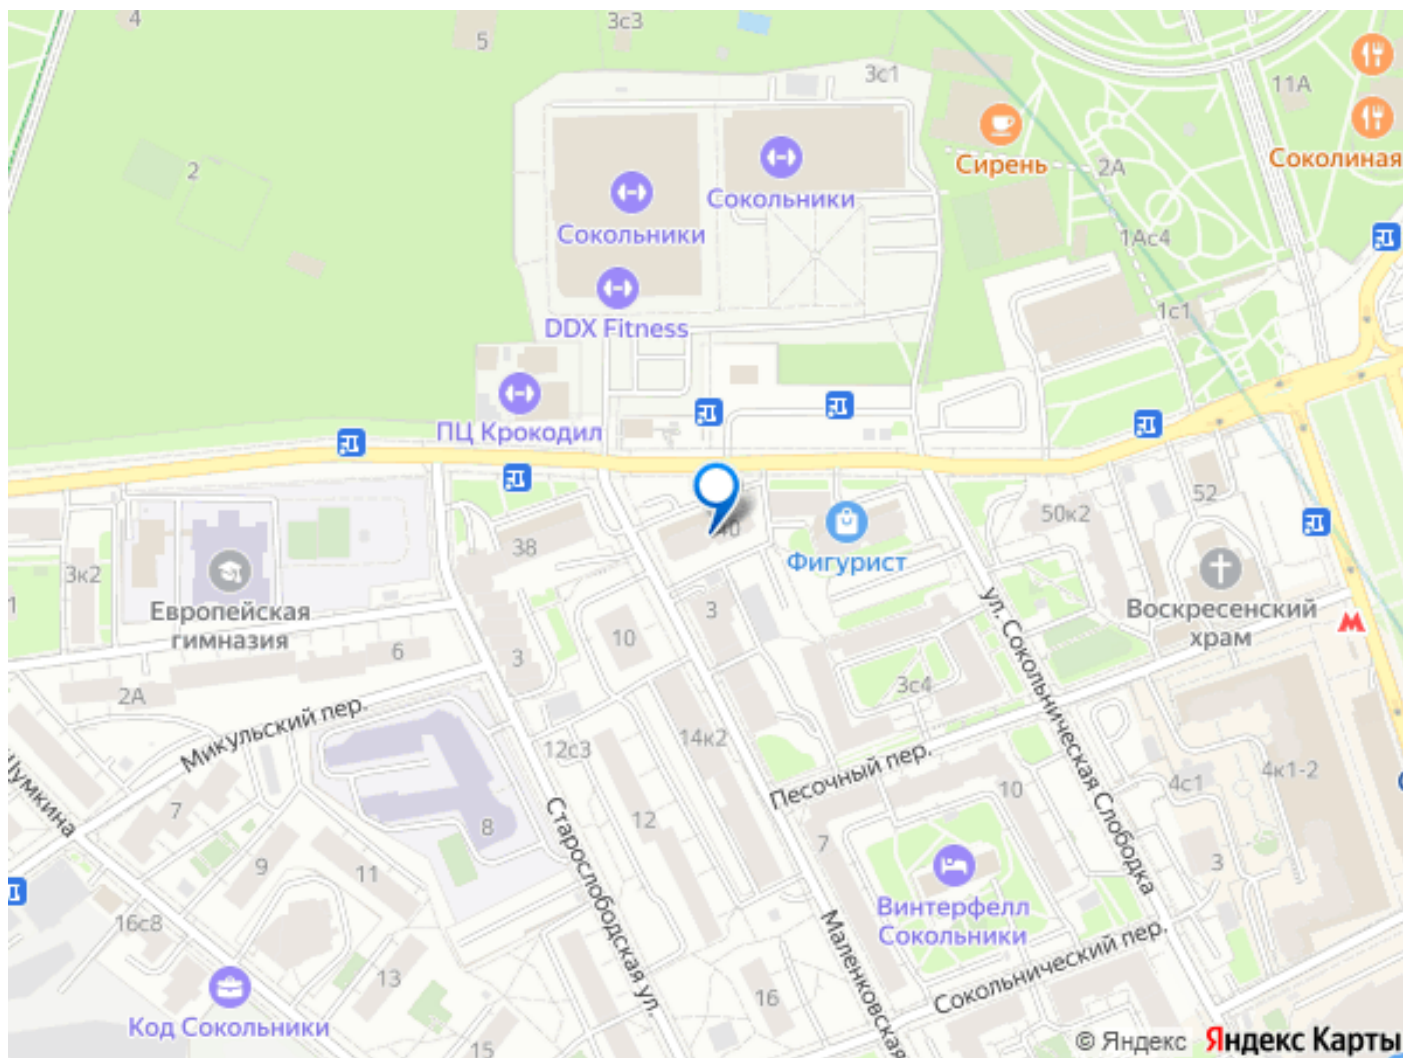 4
3с3
5
3с1
11А
2
Сирень
2А
Соколиная
Сокольники
Сокольники
1Ас4
1с1
DDX Fitness
ПЦ Крокодил
52
50к2
40
38
Фигурист
3к2
1
Европейская
гимназия
Воскресенский
храм
ул. Сокольническая Слободка
10
3
6
3
2А
3с4
Микульский пер.
14к2
12с3
Песочный пер.
4с1
4к1-2
10
Шумкина
7
8
12
7
3
9
11
Старослободская ул.
Винтерфелл
Сокольники
16с8
Маленковская
Сокольнический пер.
13
16
Код Сокольники
15
© Яндекс Яндекс Карты